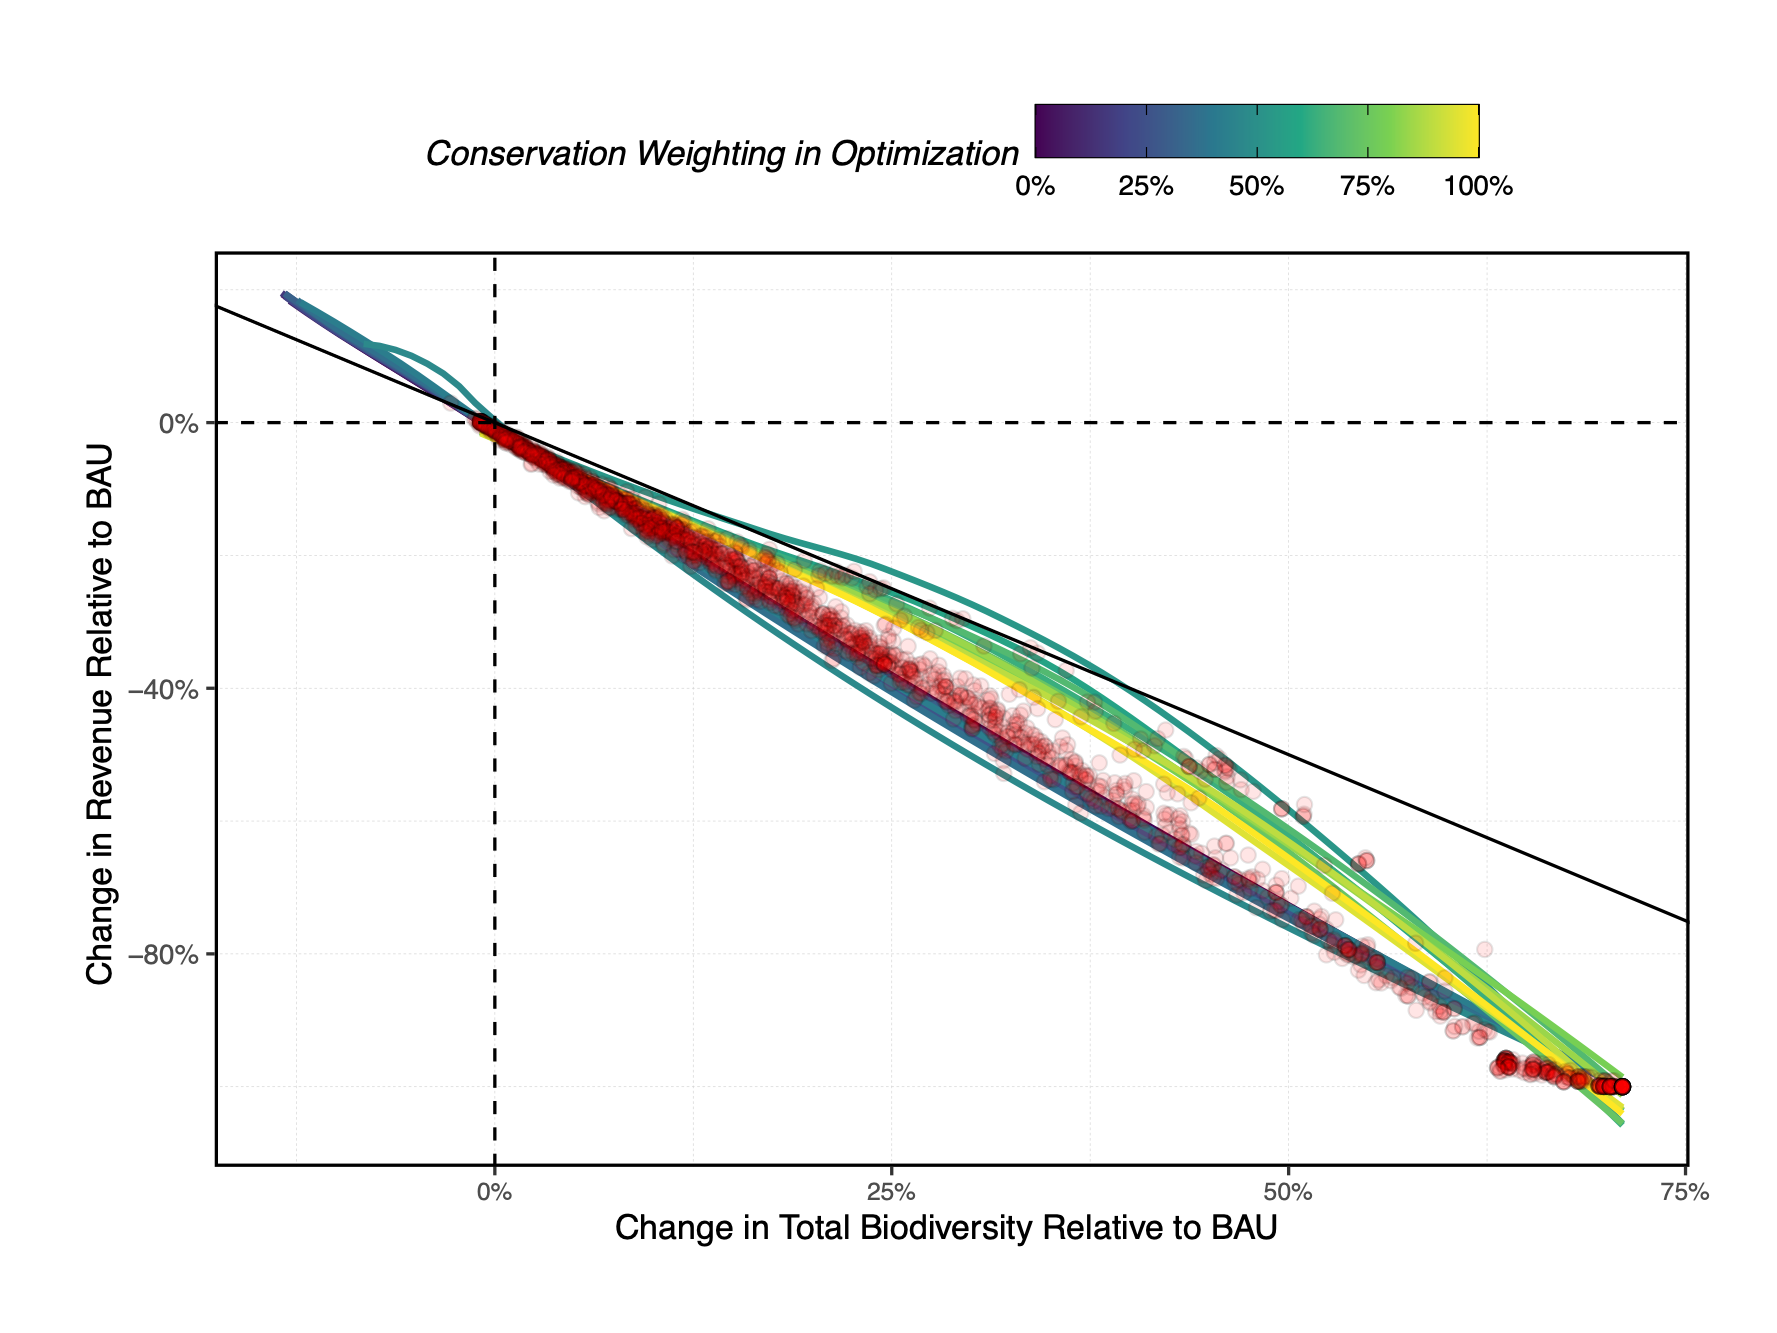 Conservation Weighting in Optimization
0% 25% 50% 75% 100%
Change in Revenue Relative to BAU
0%
−40%
−80%
0% 25% 50% 75%
Change in Total Biodiversity Relative to BAU